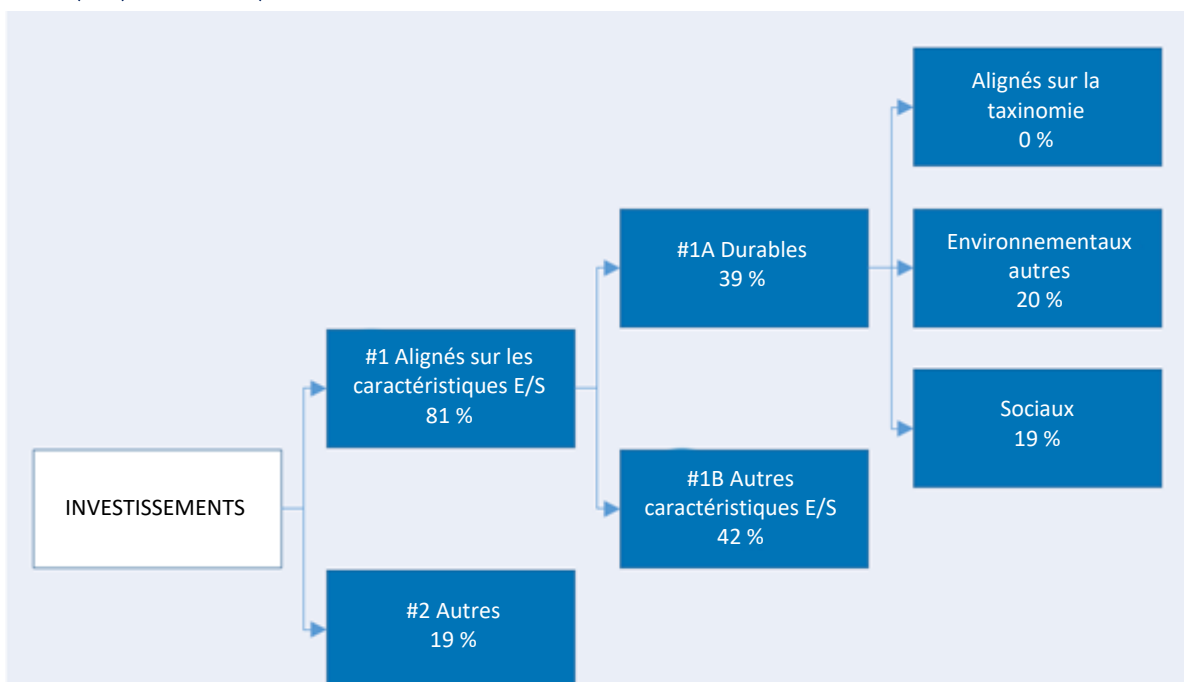 Alignés sur la
taxinomie
0 %
#1A Durables
39 %
Environnementaux
autres
20 %
#1 Alignés sur les
caractéristiques E/S
81 %
Sociaux
19 %
INVESTISSEMENTS
#1B Autres
caractéristiques E/S
42 %
#2 Autres
19 %